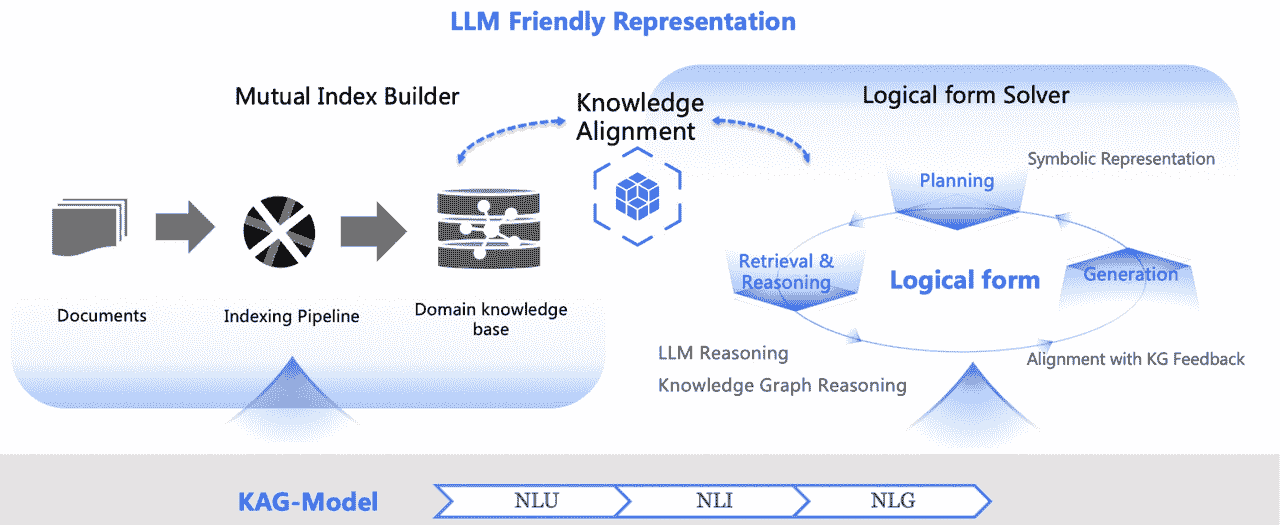 LLM Friendly Representation
Mutual Index Builder
Knowledge
Alignment
Logical form Solver
Symbolic Representation
Planning
Retrieval &
Reasoning
Logical form
Generation
Documents
Indexing Pipeline
Domain knowledge
base
LLM Reasoning
Knowledge Graph Reasoning
Alignment with KG Feedback
KAG-Model
NLU
NLI
NLG